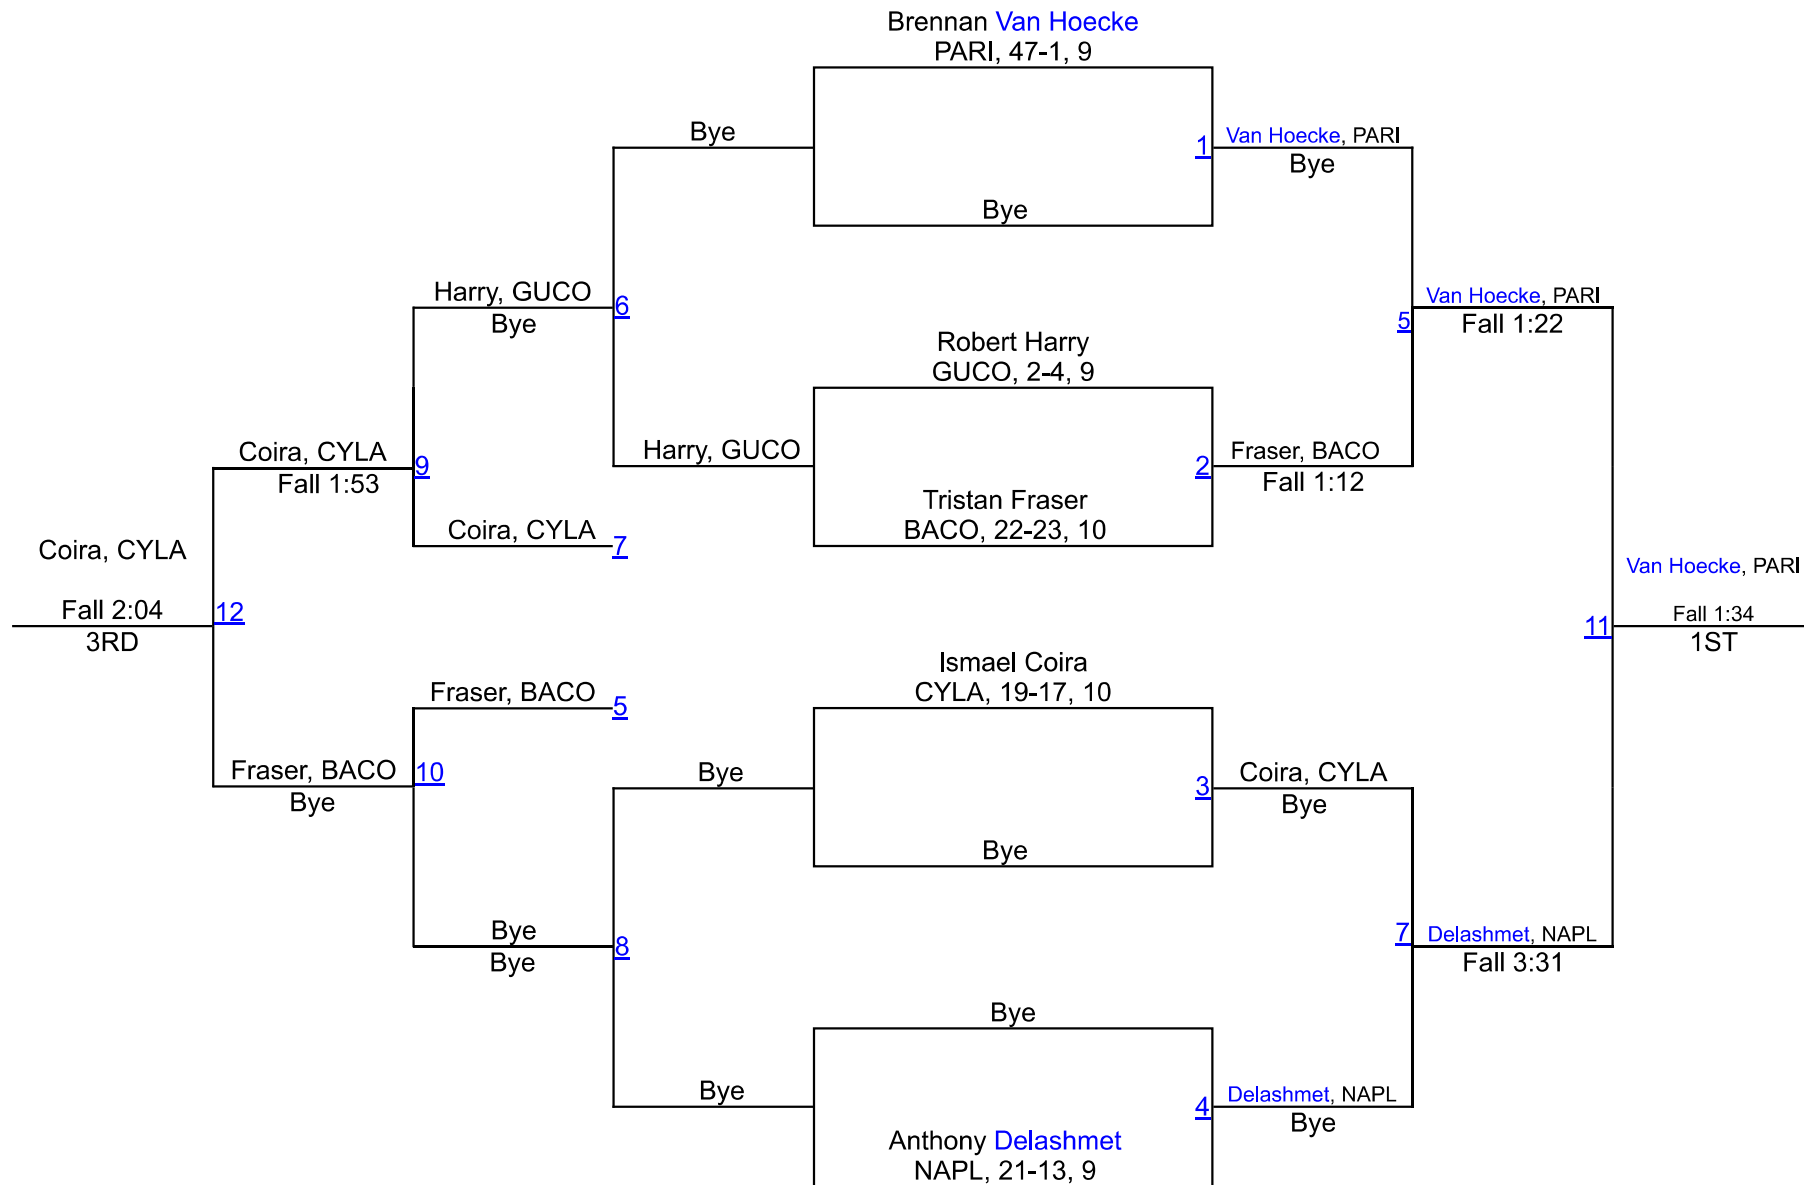 Brennan Van Hoecke
PARI, 47-1, 9
Bye
1
Van Hoecke, PARI
Bye
Bye
Harry, GUCO
Bye
6
Van Hoecke, PARI
5
Fall 1:22
Robert Harry
GUCO, 2-4, 9
Coira, CYLA
Fall 1:53
9
Harry, GUCO
2
Fraser, BACO
Fall 1:12
Tristan Fraser
BACO, 22-23, 10
Coira, CYLA
7
Coira, CYLA
Fall 2:04
3RD
12
Van Hoecke, PARI
11
Fall 1:34
1ST
Ismael Coira
CYLA, 19-17, 10
Fraser, BACO
5
Fraser, BACO
Bye
10
Bye
3
Coira, CYLA
Bye
Bye
Bye
Bye
8
7
Delashmet, NAPL
Fall 3:31
Bye
Bye
4
Delashmet, NAPL
Bye
Anthony Delashmet
NAPL, 21-13, 9